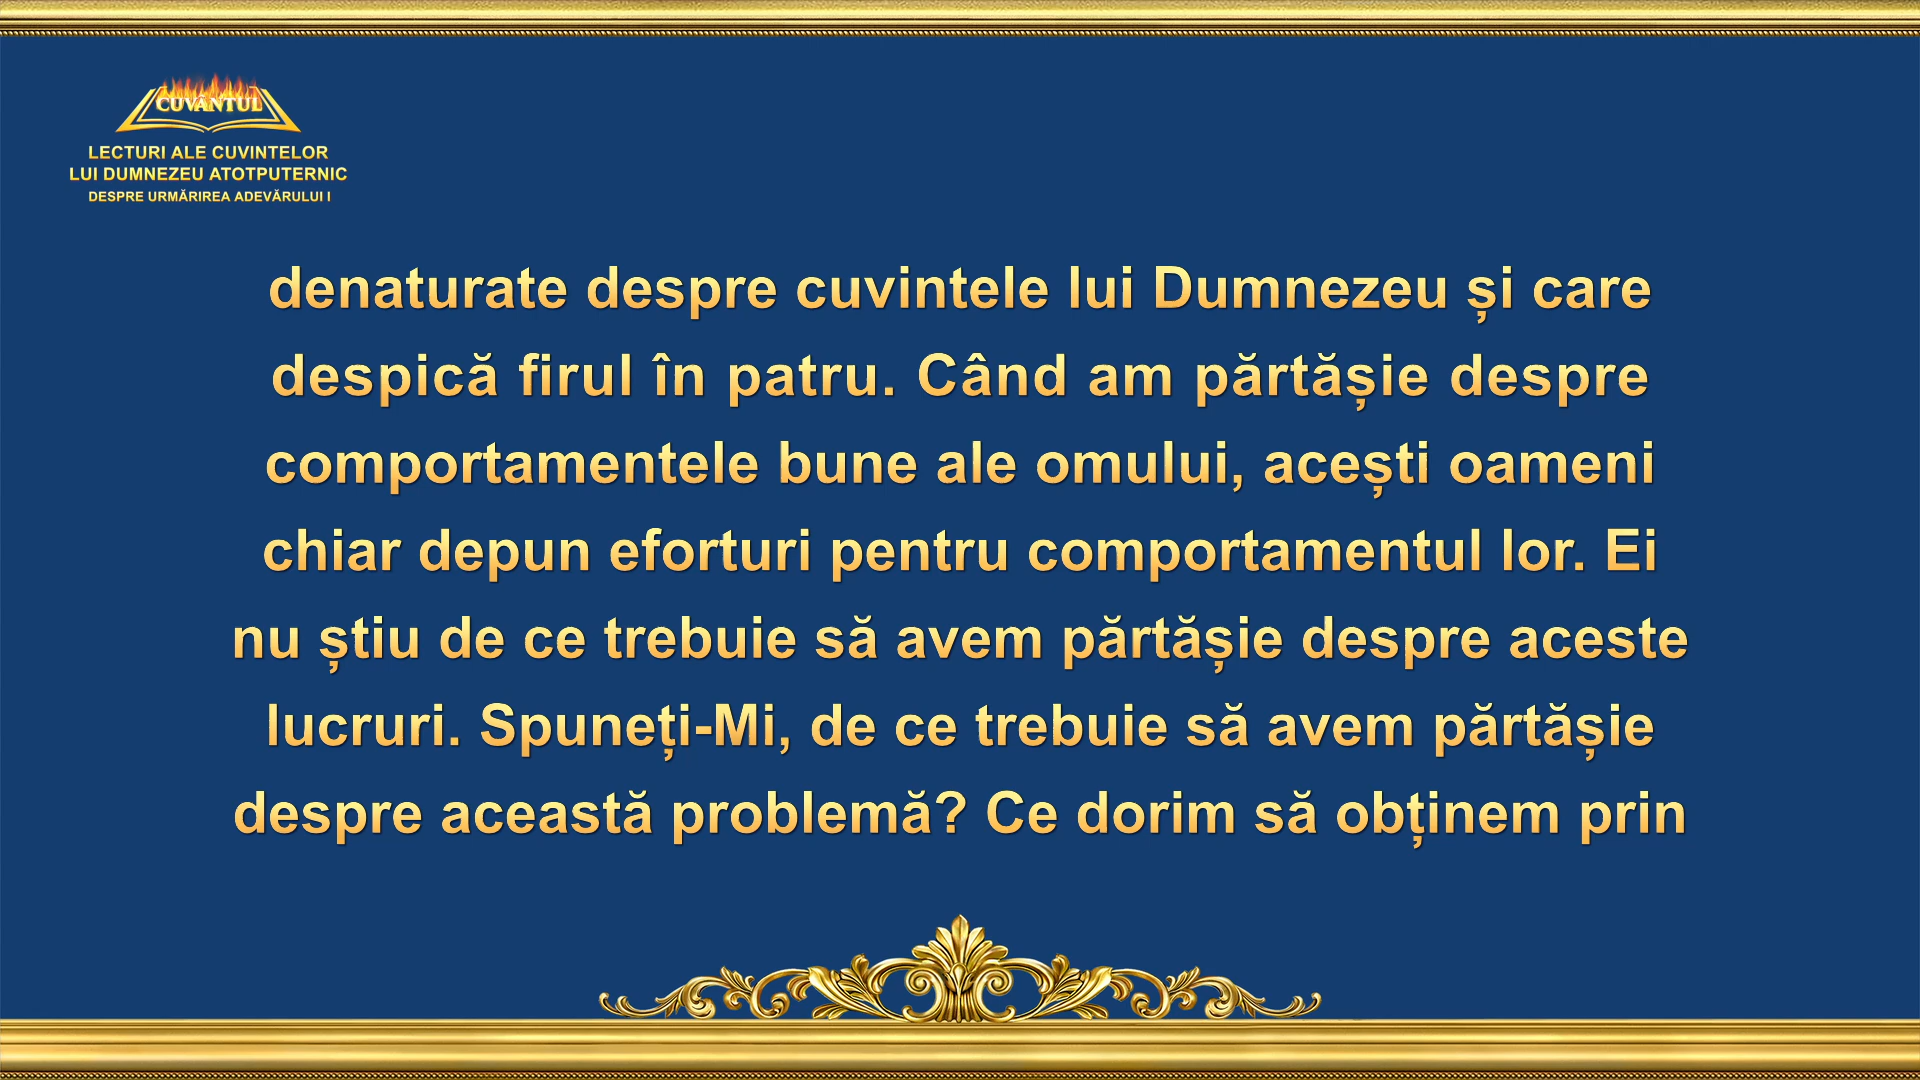 CUVÂNTUL
LECTURI ALE CUVINTELOR
LUI DUMNEZEU ATOTPUTERNIC
DESPRE URMĂRIREA ADEVĂRULUI I
denaturate despre cuvintele lui Dumnezeu și care
despică firul în patru. Când am părtășie despre
comportamentele bune ale omului, acești oameni
chiar depun eforturi pentru comportamentul lor. Ei
nu știu de ce trebuie să avem părtășie despre aceste
lucruri. Spuneți-Mi, de ce trebuie să avem părtășie
despre această problemă? Ce dorim să obținem prin